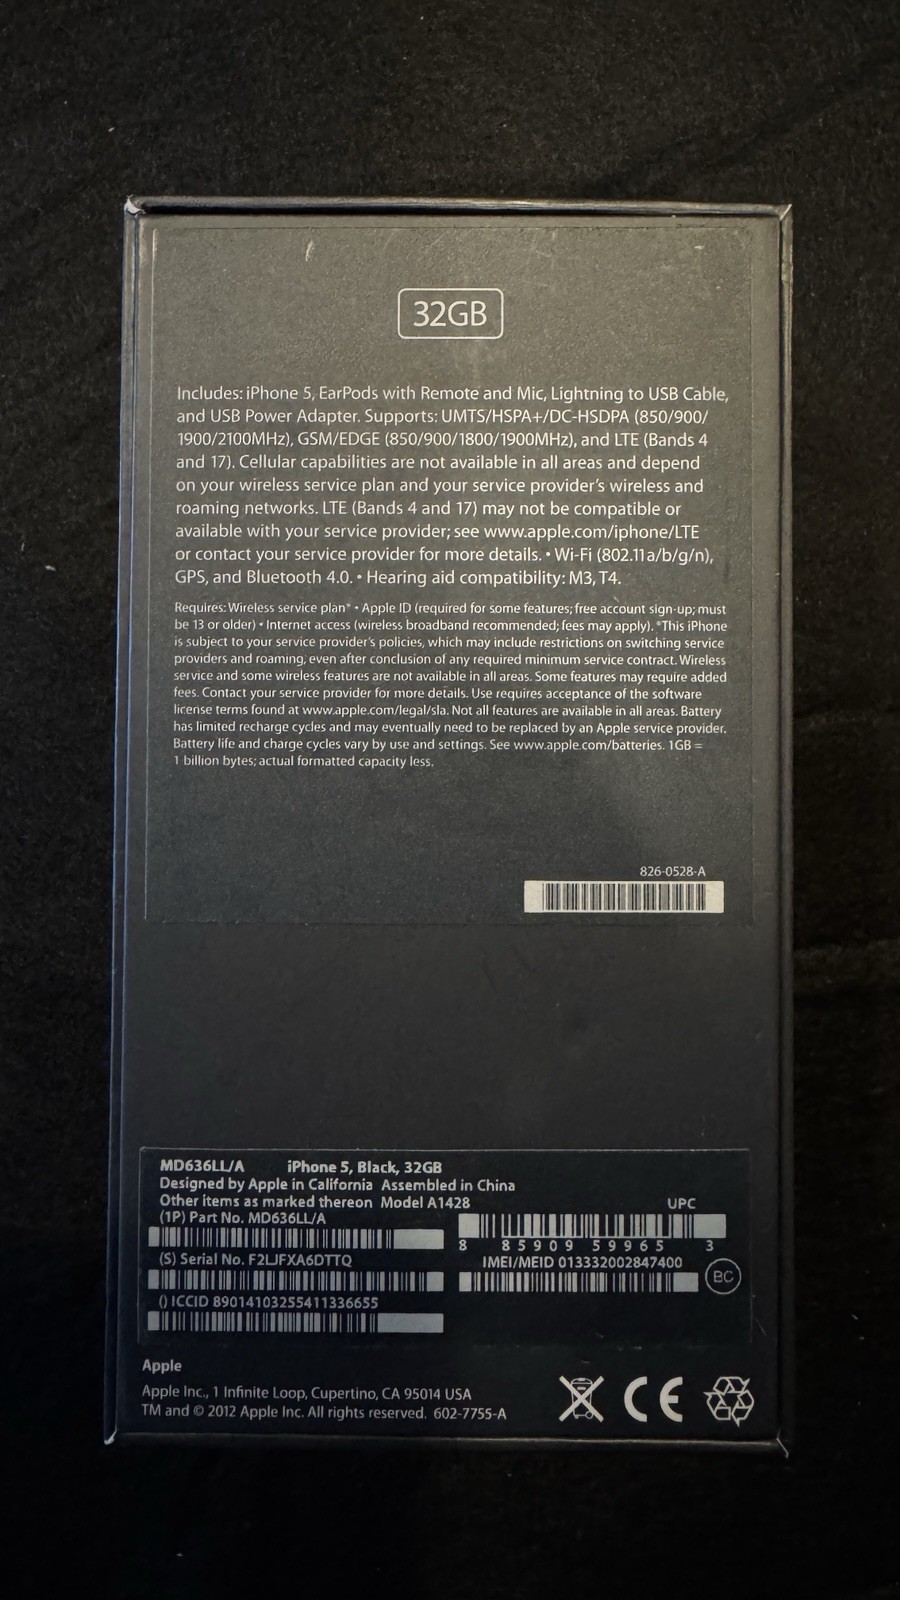 32GB
Includes: iPhone 5, EarPods with Remote and Mic, Lightning to USB Cable,
and USB Power Adapter. Supports: UMTS/HSPA+/DC-HSDPA (850/900/
1900/2100MHz), GSM/EDGE (850/900/1800/1900MHz), and LTE (Bands 4
and 17). Cellular capabilities are not available in all areas and depend
on your wireless service plan and your service provider's wireless and
roaming networks. LTE (Bands 4 and 17) may not be compatible or
available with your service provider; see www.apple.com/iphone/LTE
or contact your service provider for more details. • Wi-Fi (802.11a/b/g/n),
GPS, and Bluetooth 4.0. • Hearing aid compatibility: M3, T4.
Requires: Wireless service plan* • Apple ID (required for some features; free account sign-up; must
be 13 or older) • Internet access (wireless broadband recommended; fees may apply). *This iPhone
is subject to your service provider's policies, which may include restrictions on switching service
providers and roaming, even after conclusion of any required minimum service contract. Wireless
service and some wireless features are not available in all areas. Some features may require added
fees. Contact your service provider for more details. Use requires acceptance of the software
license terms found at www.apple.com/legal/sla. Not all features are available in all areas. Battery
has limited recharge cycles and may eventually need to be replaced by an Apple service provider.
Battery life and charge cycles vary by use and settings. See www.apple.com/batteries. 1GB =
1 billion bytes; actual formatted capacity less.
826-0528-A
MD636LL/A iPhone 5, Black, 32GB
Designed by Apple in California Assembled in China
Other items as marked thereon Model A1428
UPC
(1P) Part No. MD636LL/A
8 85909 59965 3
(S) Serial No. F2LJFXA6DTTQ
IMEI/MEID 013332002847400
BC
() ICCID 89014103255411336655
Apple
Apple Inc., 1 Infinite Loop, Cupertino, CA 95014 USA
TM and © 2012 Apple Inc. All rights reserved. 602-7755-A
CE